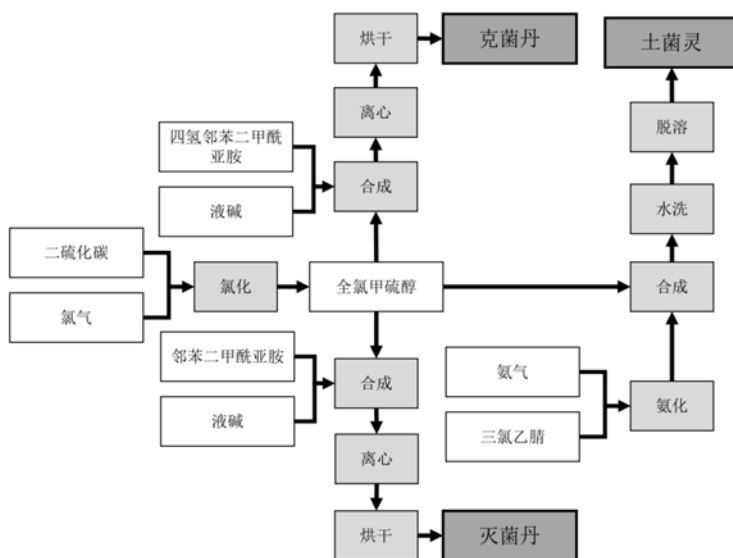 烘干
克菌丹
土菌灵
离心
脱溶
四氢邻苯二甲酰
亚胺
合成
液碱
水洗
二硫化碳
氯化
全氯甲硫醇
合成
氯气
邻苯二甲酰亚胺
合成
氨气
氨化
液碱
三氯乙腈
离心
烘干
灭菌丹